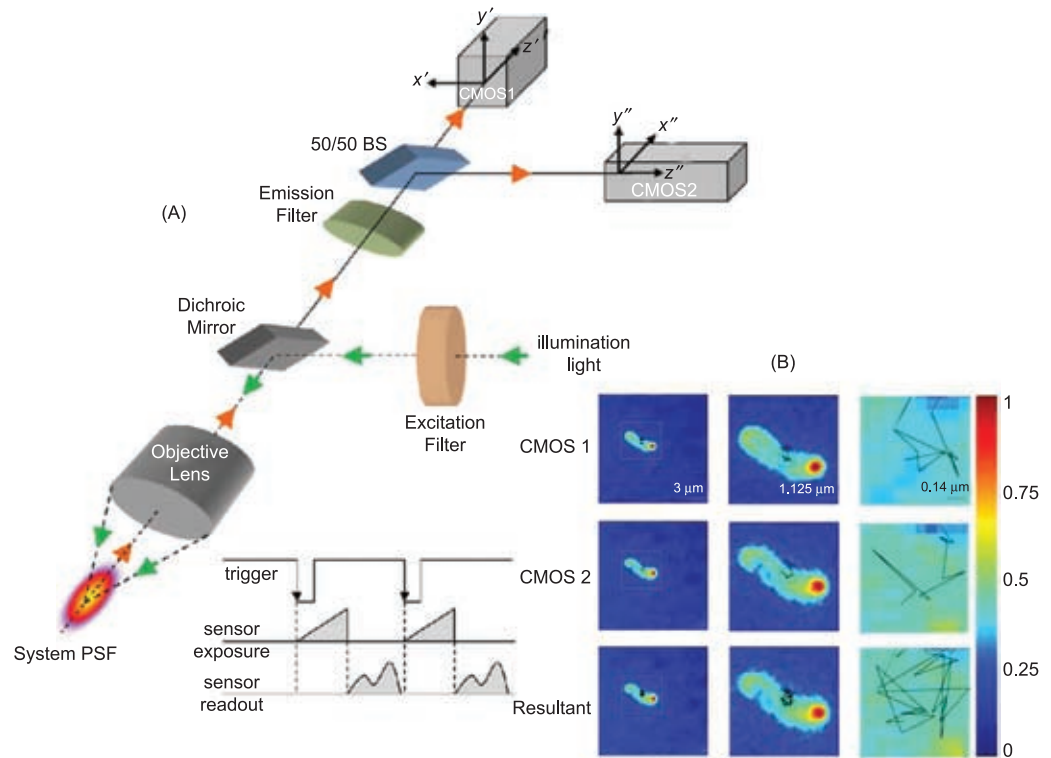 y′
z′
x′
CMOS1
50/50 BS
y″
x″
z″
CMOS2
Emission
Filter
(A)
Dichroic
Mirror
illumination
light
Excitation
Filter
Objective
Lens
System PSF
trigger
sensor
exposure
sensor
readout
(B)
CMOS 1
3 µm
1.125 µm
0.14 µm
CMOS 2
Resultant
1
0.75
0.5
0.25
0